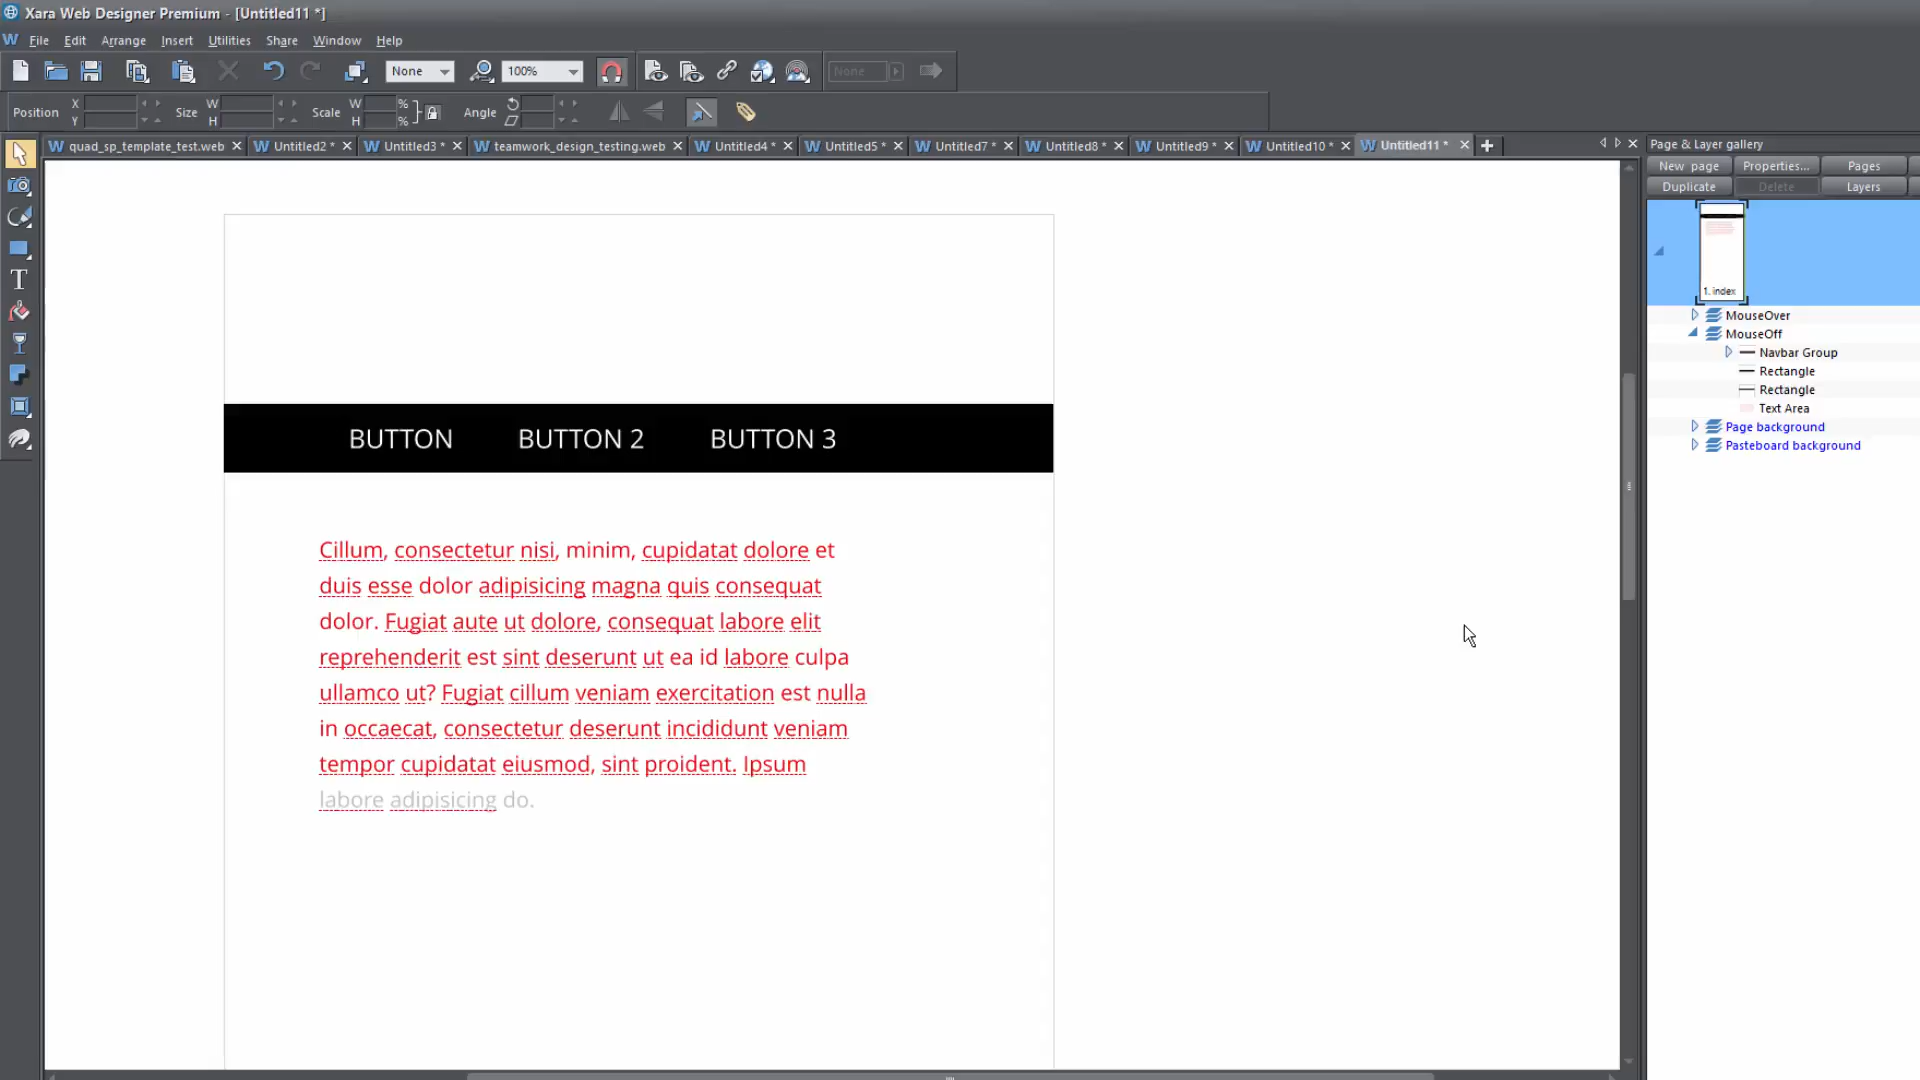 Xara Web Designer Premium - [Untitled11 *]
File Edit Arrange Insert Utilities Share Window Help
None 100% None
Position X Y Size W H Scale W H % % Angle
quad_sp_template_test.web Untitled2 * Untitled3 * teamwork_design_testing.web Untitled4 * Untitled5 * Untitled7 * Untitled8 * Untitled9 * Untitled10 * Untitled11 *
Page & Layer gallery
New page Properties... Pages
Duplicate Delete Layers
1. index
MouseOver
MouseOff
Navbar Group
Rectangle
Rectangle
Text Area
Page background
Pasteboard background
BUTTON BUTTON 2 BUTTON 3
Cillum, consectetur nisi, minim, cupidatat dolore et
duis esse dolor adipisicing magna quis consequat
dolor. Fugiat aute ut dolore, consequat labore elit
reprehenderit est sint deserunt ut ea id labore culpa
ullamco ut? Fugiat cillum veniam exercitation est nulla
in occaecat, consectetur deserunt incididunt veniam
tempor cupidatat eiusmod, sint proident. Ipsum
labore adipisicing do.